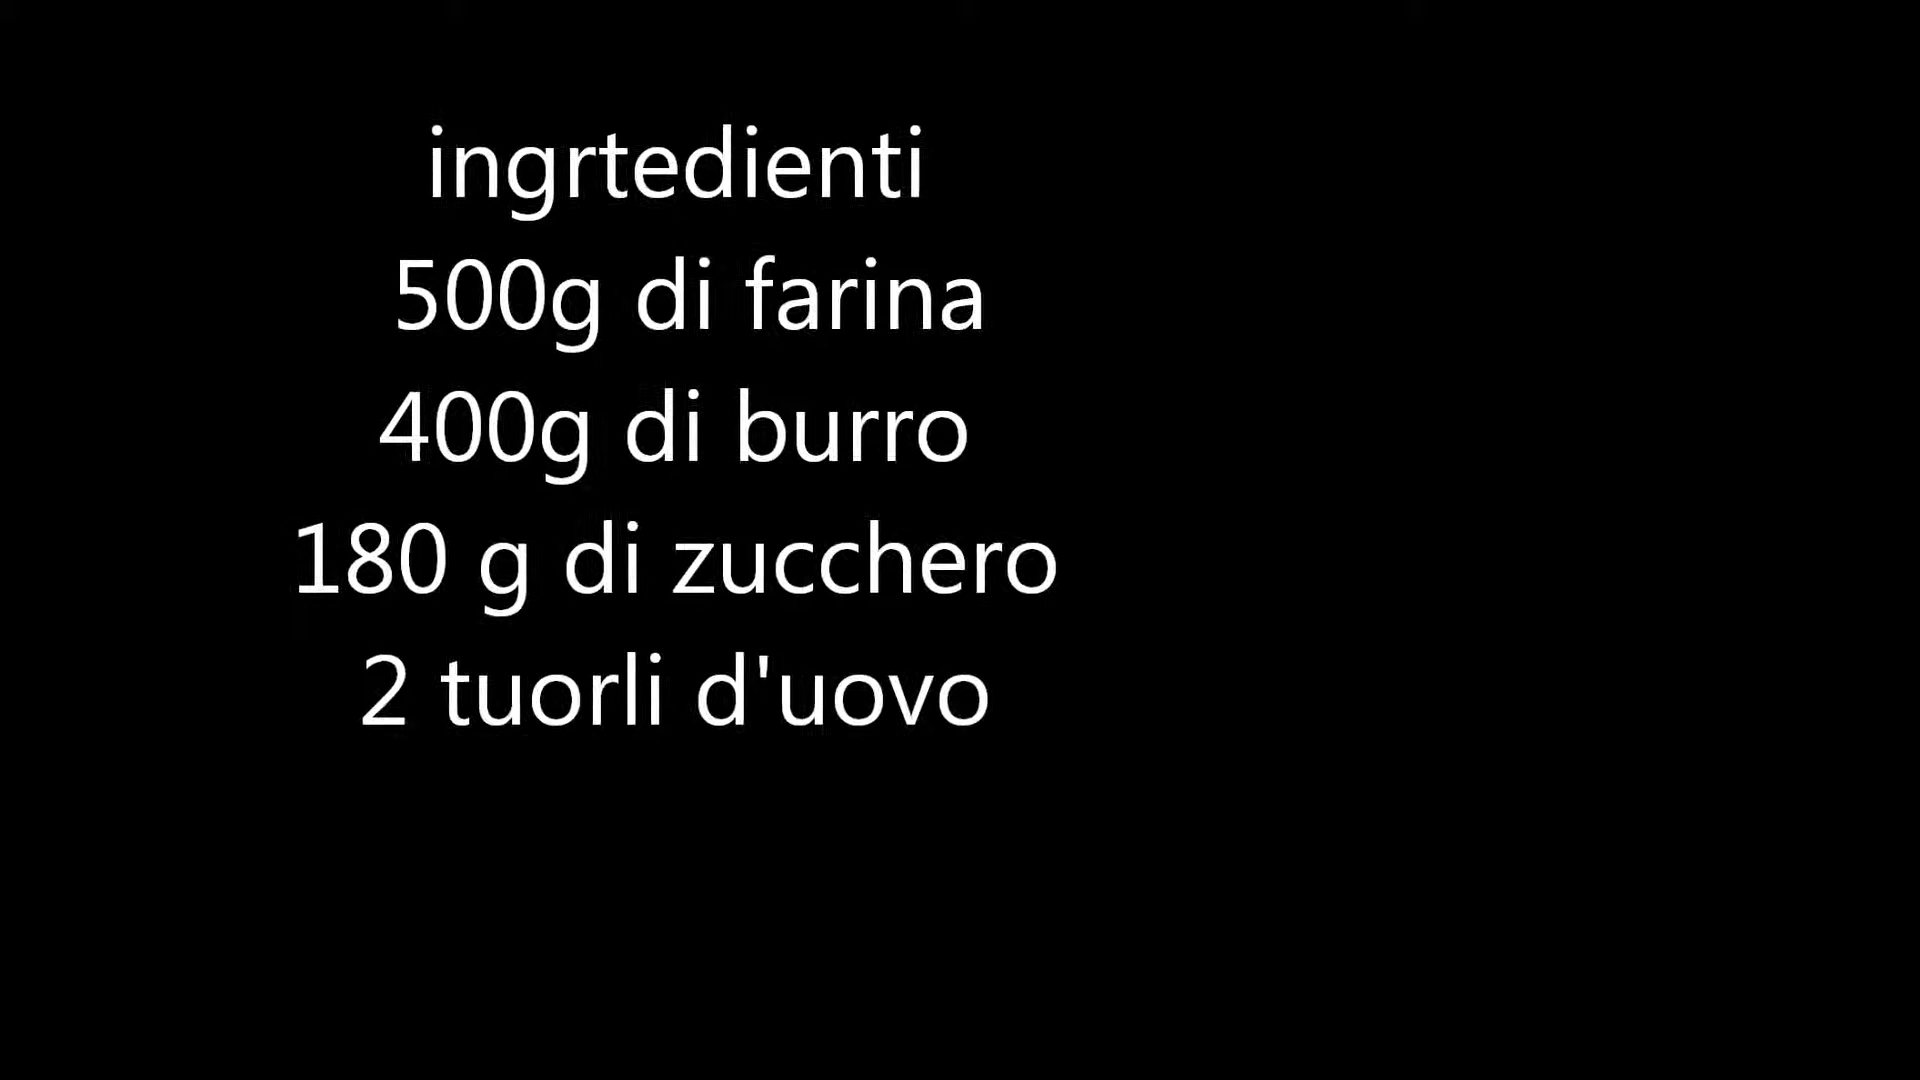 ingrtedienti
500g di farina
400g di burro
180 g di zucchero
2 tuorli d'uovo